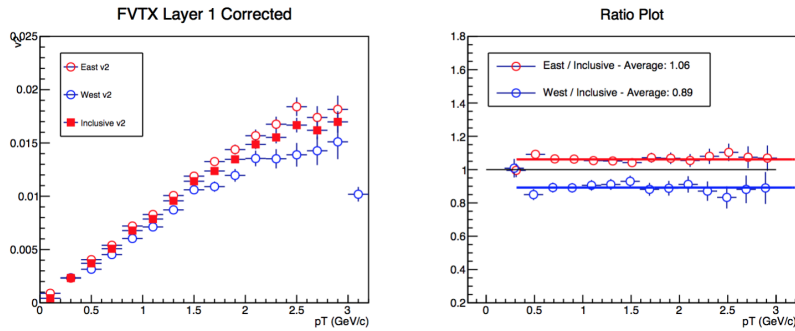 FVTX Layer 1 Corrected
v2
0.025
0.02
0.015
0.01
0.005
0
East v2
West v2
Inclusive v2
0 0.5 1 1.5 2 2.5 3
pT (GeV/c)
Ratio Plot
1.8
1.6
1.4
1.2
1
0.8
0.6
0.4
0.2
East / Inclusive - Average: 1.06
West / Inclusive - Average: 0.89
0 0.5 1 1.5 2 2.5 3
pT (GeV/c)